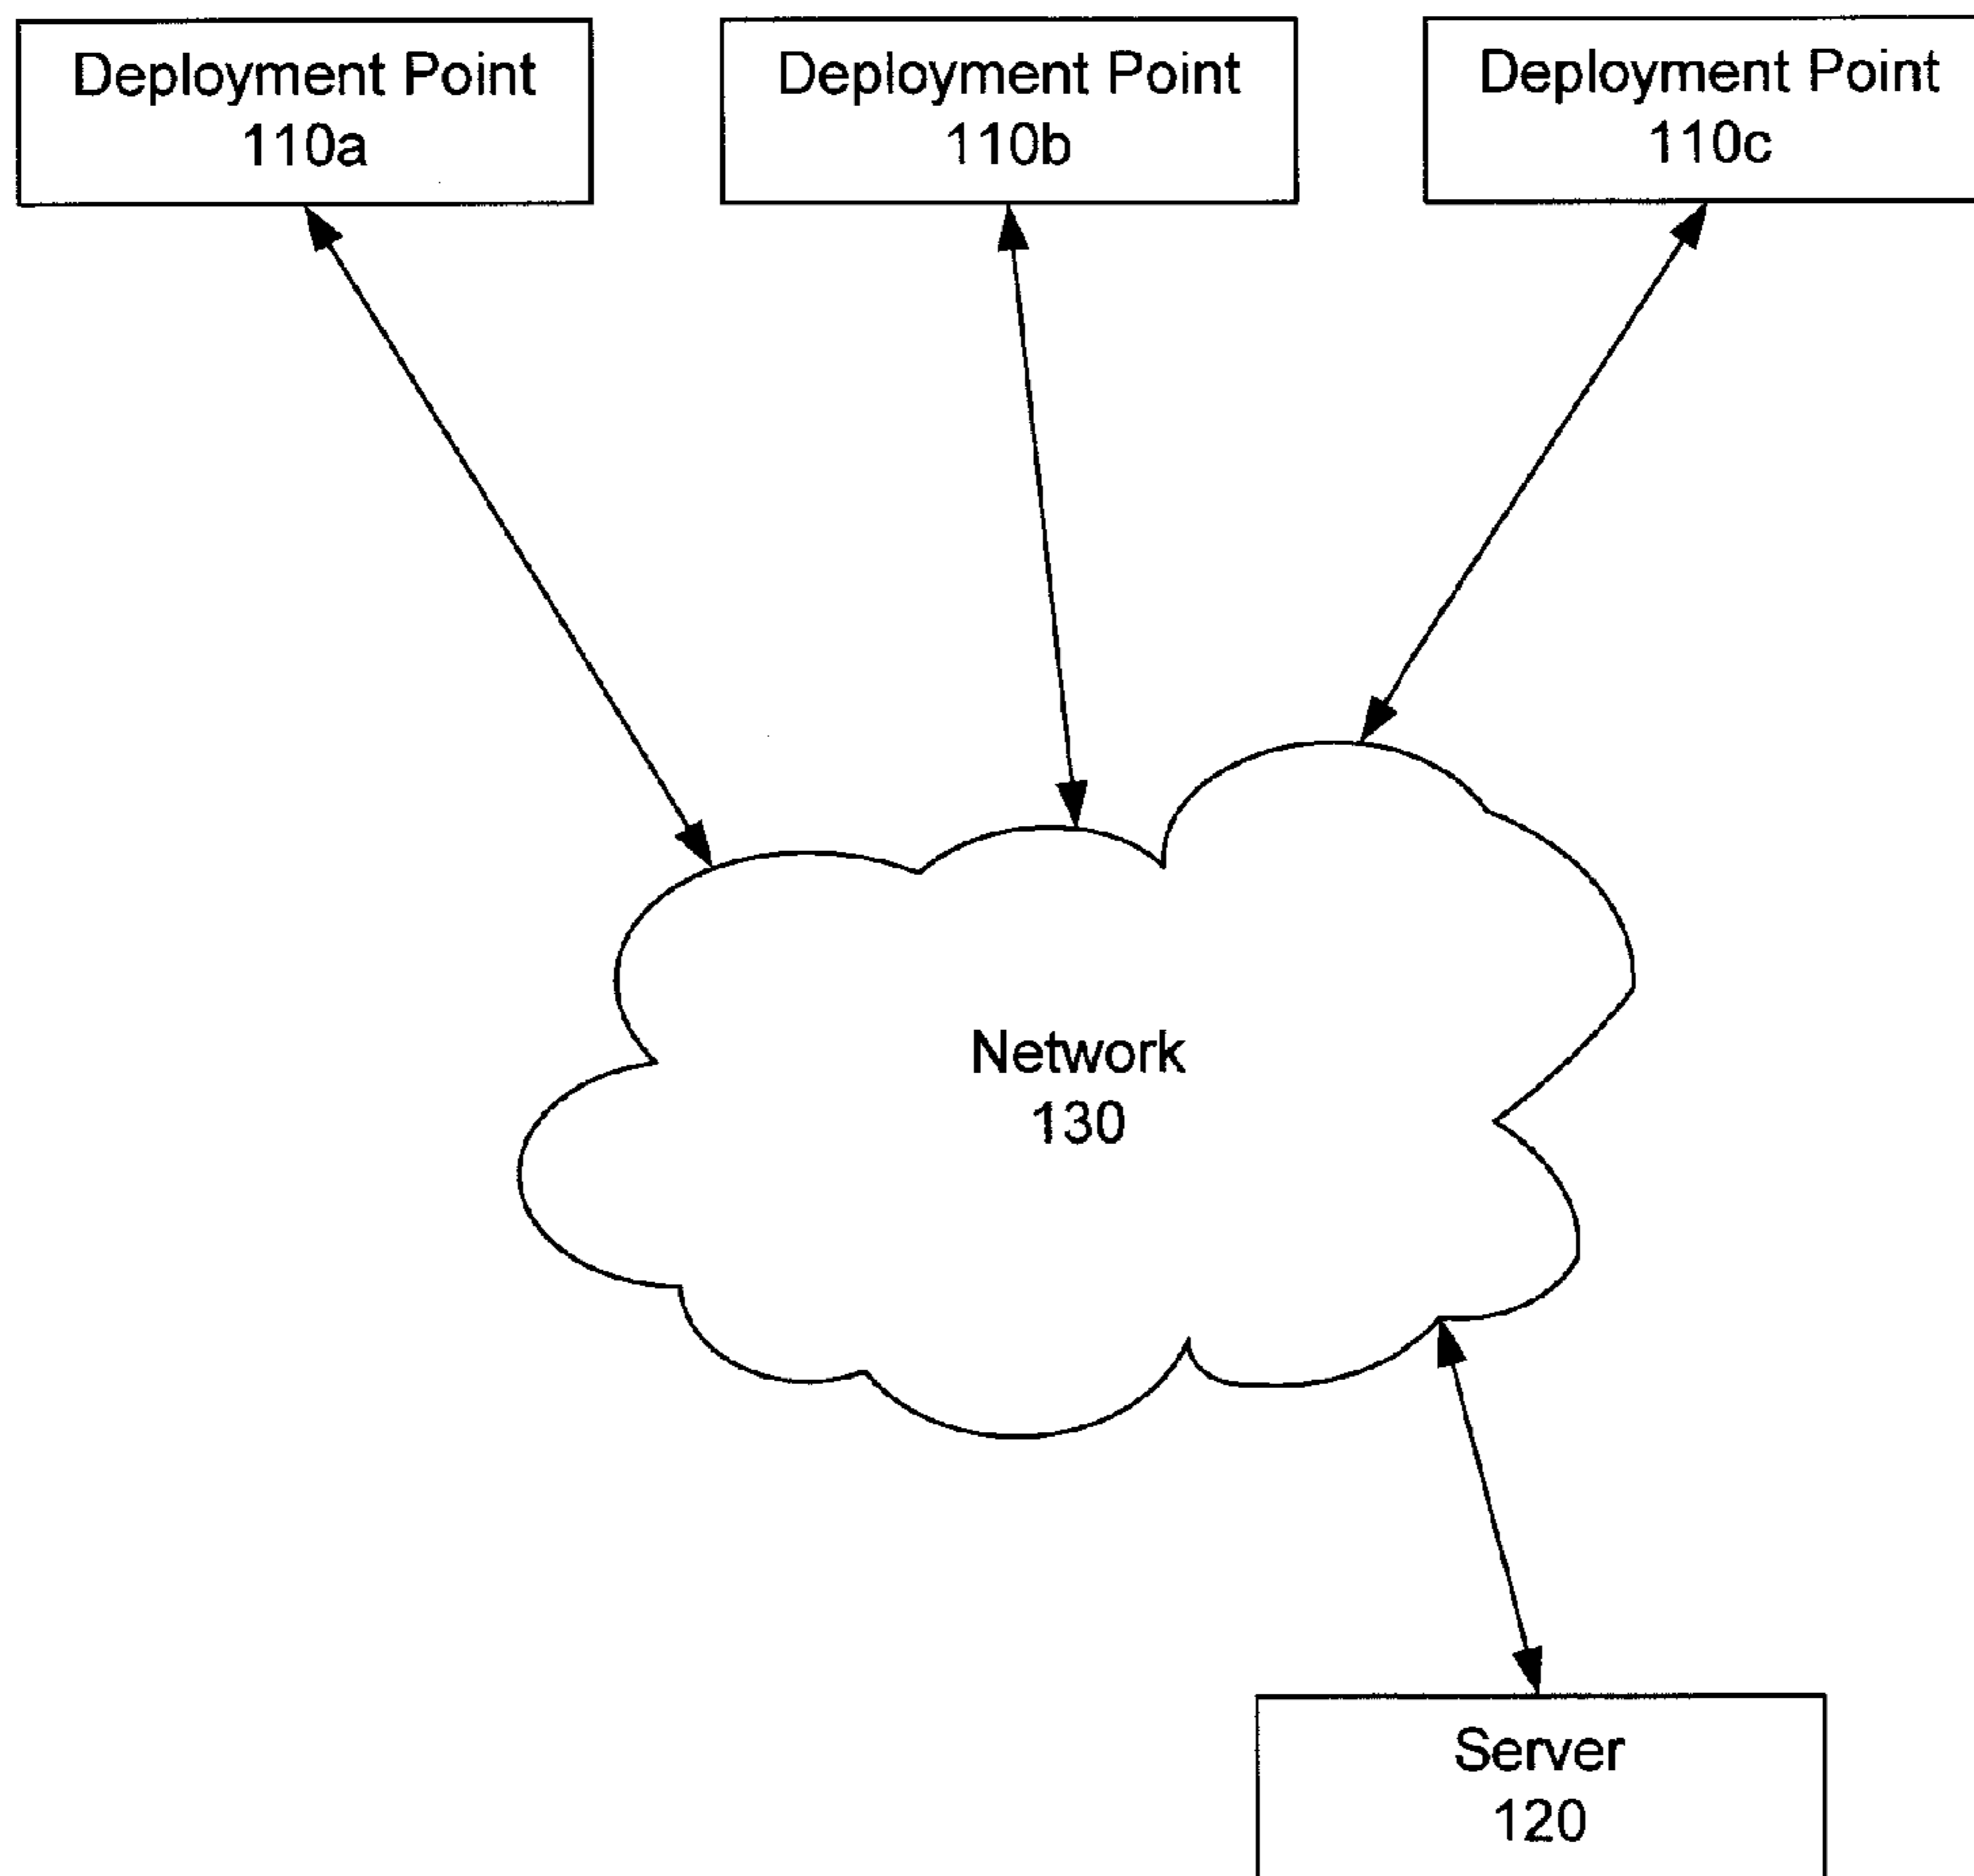 Deployment Point
110a
Deployment Point
110b
Deployment Point
110c
Network
130
Server
120